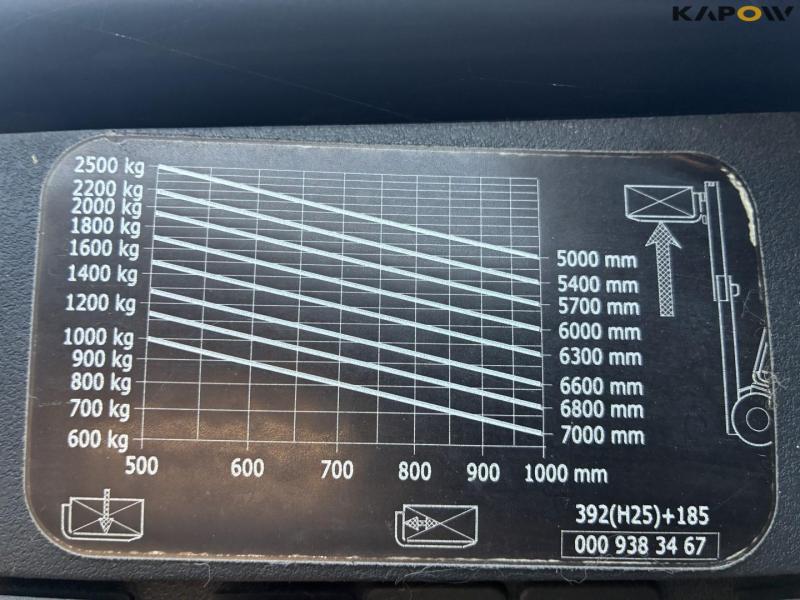 KAPOW
2500 kg
2200 kg
2000 kg
1800 kg
1600 kg
1400 kg
1200 kg
1000 kg
900 kg
800 kg
700 kg
600 kg
5000 mm
5400 mm
5700 mm
6000 mm
6300 mm
6600 mm
6800 mm
7000 mm
500 600 700 800 900 1000 mm
392(H25)+185
000 938 34 67